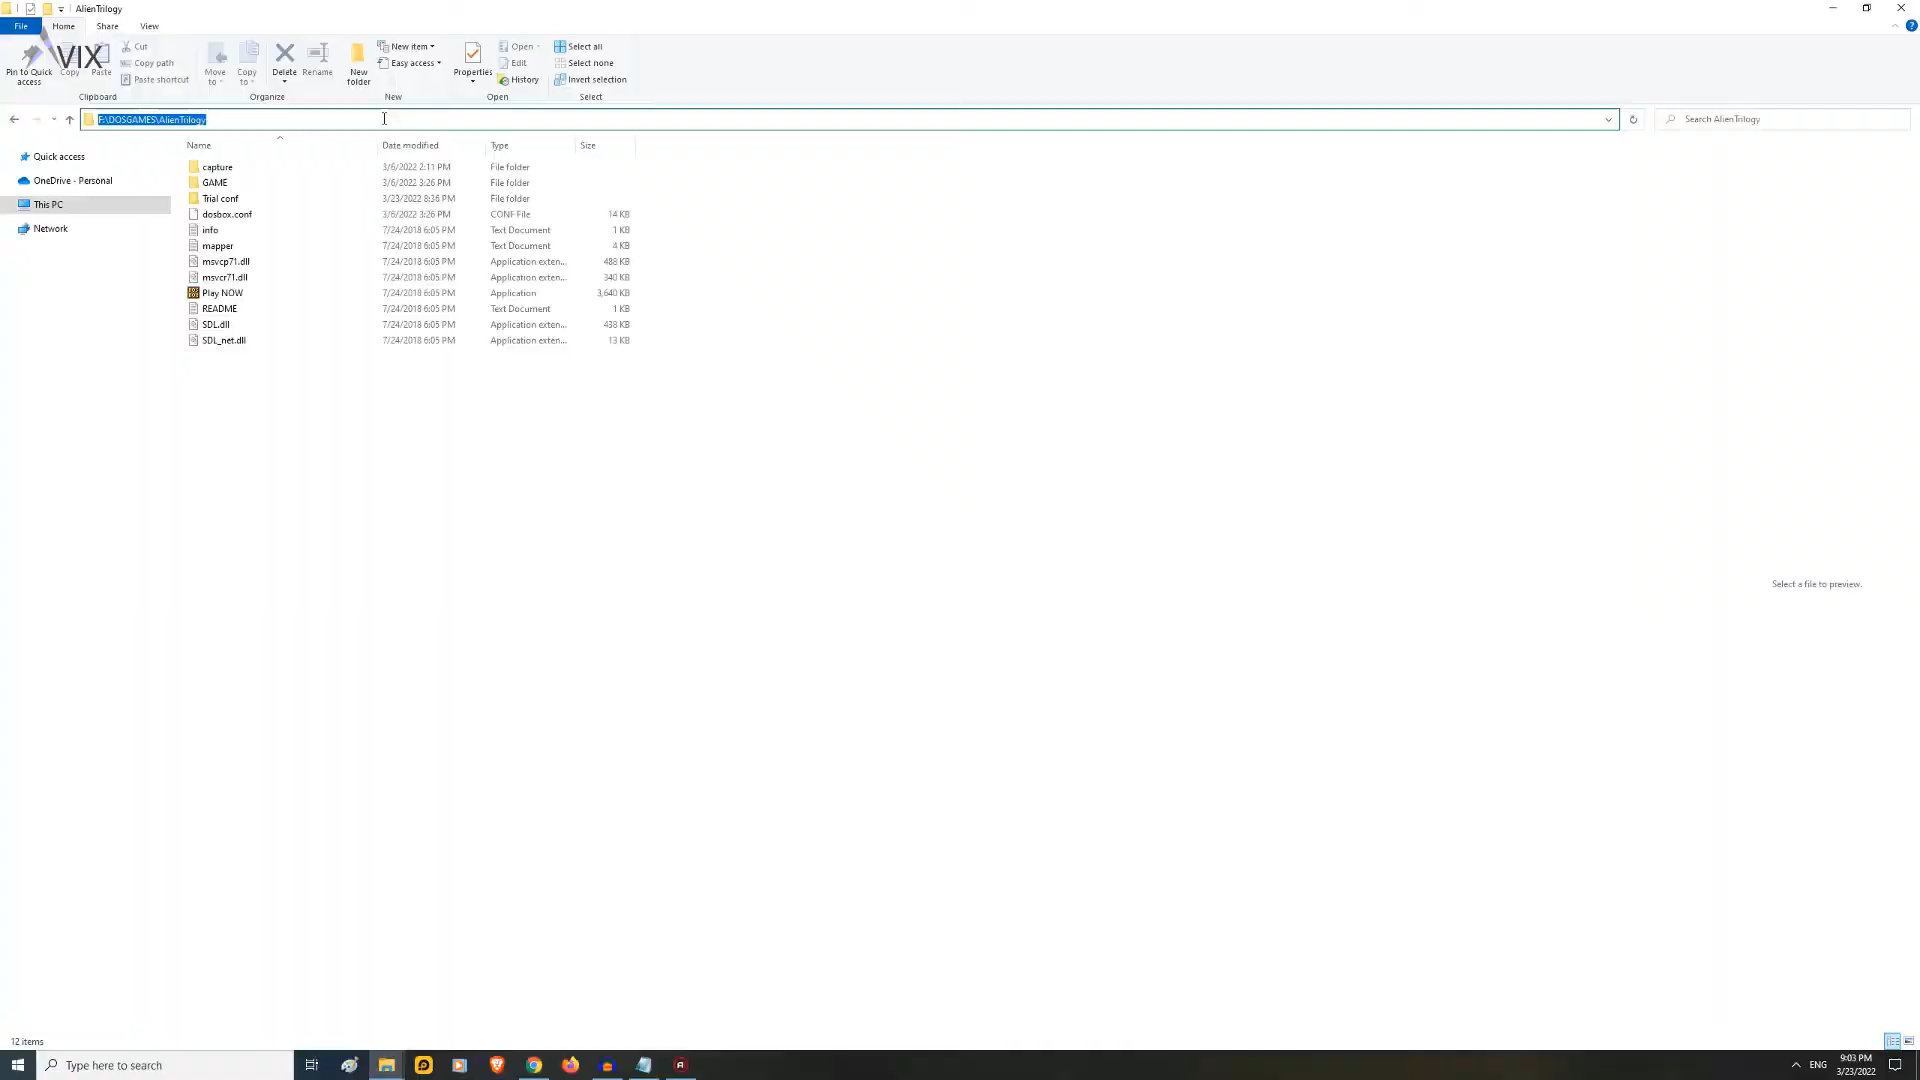 AlienTrilogy
File Home Share View
VIX
Pin to Quick access
Copy
Paste
Cut
Copy path
Paste shortcut
Move to
Copy to
Delete
Rename
New folder
New item
Easy access
Properties
Open
Edit
History
Select all
Select none
Invert selection
Clipboard Organize New Open Select
F:\DOSGAMES\AlienTrilogy
Search AlienTrilogy
Quick access
OneDrive - Personal
This PC
Network
Name Date modified Type Size
capture 3/6/2022 2:11 PM File folder
GAME 3/6/2022 3:26 PM File folder
Trial conf 3/23/2022 8:36 PM File folder
dosbox.conf 3/6/2022 3:26 PM CONF File 14 KB
info 7/24/2018 6:05 PM Text Document 1 KB
mapper 7/24/2018 6:05 PM Text Document 4 KB
msvcp71.dll 7/24/2018 6:05 PM Application exten... 488 KB
msvcr71.dll 7/24/2018 6:05 PM Application exten... 340 KB
Play NOW 7/24/2018 6:05 PM Application 3,640 KB
README 7/24/2018 6:05 PM Text Document 1 KB
SDL.dll 7/24/2018 6:05 PM Application exten... 438 KB
SDL_net.dll 7/24/2018 6:05 PM Application exten... 13 KB
Select a file to preview.
12 items
Type here to search
ENG
9:03 PM
3/23/2022